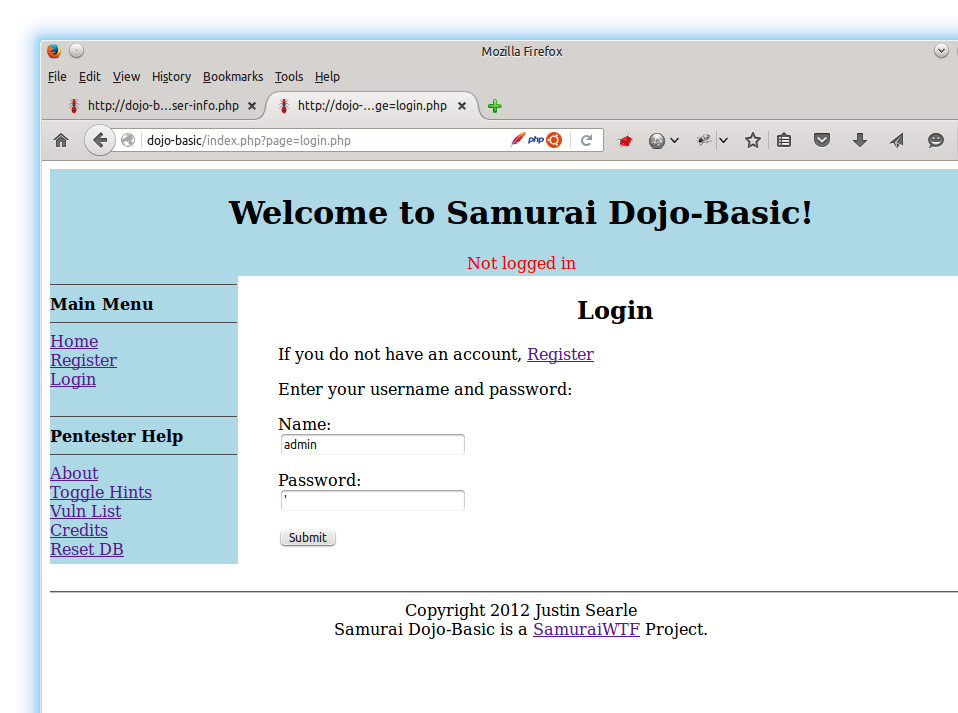 Mozilla Firefox
File Edit View History Bookmarks Tools Help
http://dojo-b...ser-info.php × http://dojo-...ge=login.php ×
dojo-basic/index.php?page=login.php php
Welcome to Samurai Dojo-Basic!
Not logged in
Main Menu
Home
Register
Login
Pentester Help
About
Toggle Hints
Vuln List
Credits
Reset DB
Login
If you do not have an account, Register
Enter your username and password:
Name:
admin
Password:
'
Submit
Copyright 2012 Justin Searle
Samurai Dojo-Basic is a SamuraiWTF Project.